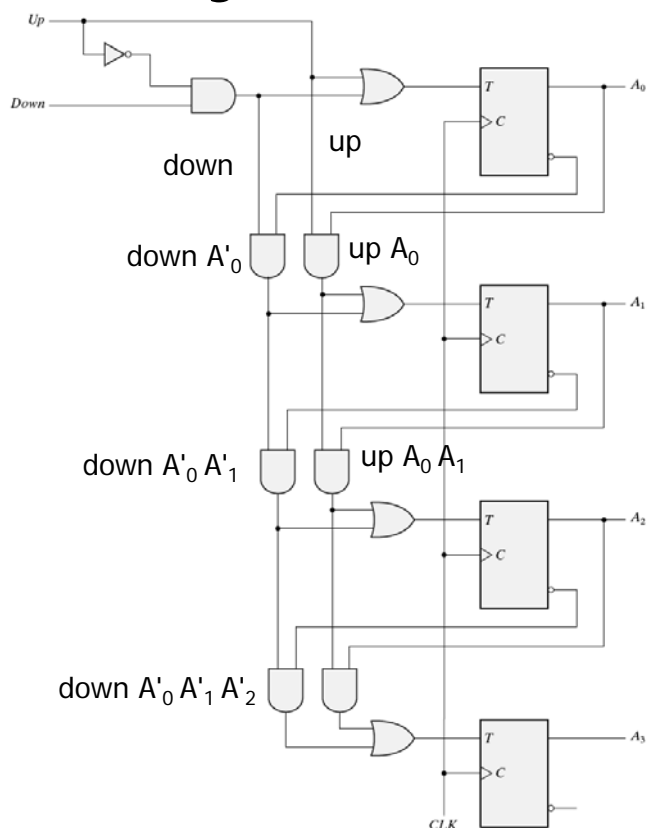 Up
Down
T
A₀
C
up
down
down A'₀
up A₀
T
A₁
C
down A'₀ A'₁
up A₀ A₁
T
A₂
C
down A'₀ A'₁ A'₂
T
A₃
C
CLK